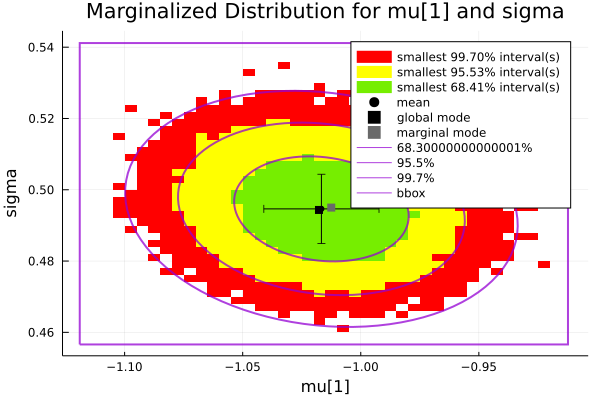 Marginalized Distribution for mu[1] and sigma
smallest 99.70% interval(s)
smallest 95.53% interval(s)
smallest 68.41% interval(s)
mean
global mode
marginal mode
68.30000000000001%
95.5%
99.7%
bbox
sigma
0.54
0.52
0.50
0.48
0.46
−1.10
−1.05
−1.00
−0.95
mu[1]